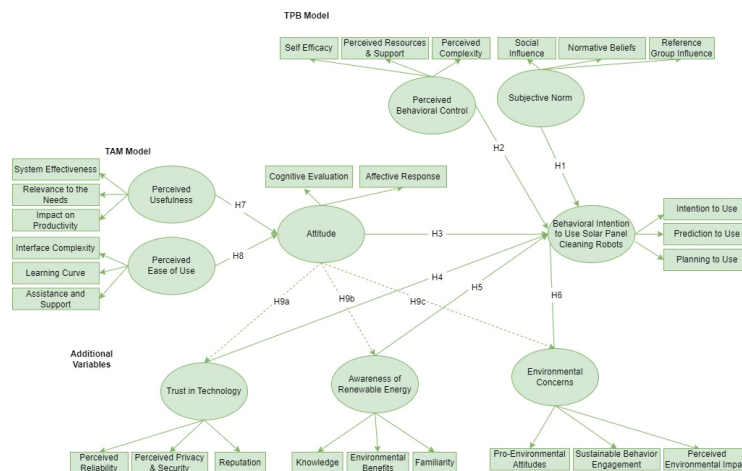 TPB Model
Self Efficacy
Perceived Resources
& Support
Perceived
Complexity
Social
Influence
Normative Beliefs
Reference
Group Influence
Perceived
Behavioral Control
Subjective Norm
H2
H1
TAM Model
System Effectiveness
Relevance to the
Needs
Impact on
Productivity
Perceived
Usefulness
Cognitive Evaluation
Affective Response
H7
Interface Complexity
Learning Curve
Assistance and
Support
Perceived
Ease of Use
H8
Attitude
H3
Behavioral Intention
to Use Solar Panel
Cleaning Robots
Intention to Use
Prediction to Use
Planning to Use
H4
H5
H6
H9a
H9b
H9c
Additional
Variables
Trust in Technology
Awareness of
Renewable Energy
Environmental
Concerns
Perceived
Reliability
Perceived Privacy
& Security
Reputation
Knowledge
Environmental
Benefits
Familiarity
Pro-Environmental
Attitudes
Sustainable Behavior
Engagement
Perceived
Environmental Impa